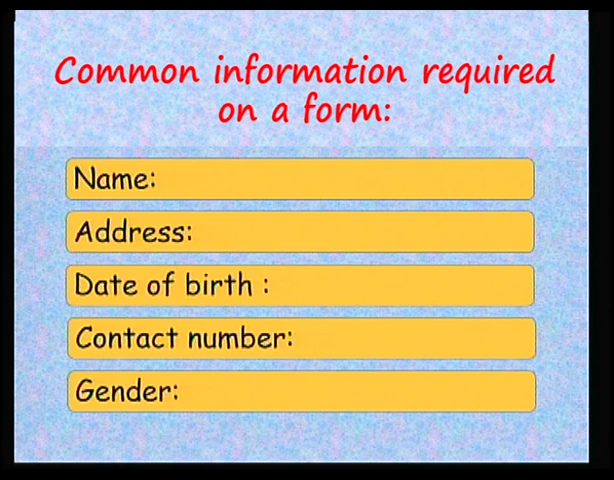 Common information required
on a form:
Name:
Address:
Date of birth :
Contact number:
Gender: